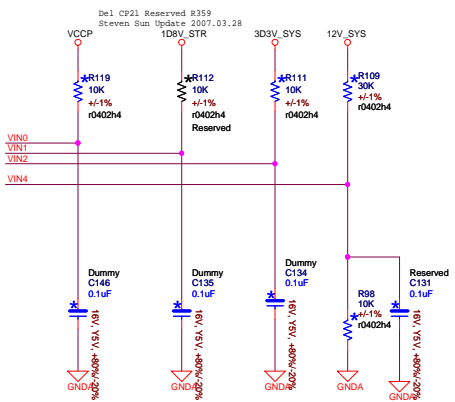 Del CP21 Reserved R359
Steven Sun Update 2007.03.28
VCCP
1D8V_STR
3D3V_SYS
12V_SYS
*R119
10K
+/-1%
r0402h4
*R112
10K
+/-1%
r0402h4
Reserved
*R111
10K
+/-1%
r0402h4
*R109
30K
+/-1%
r0402h4
VIN0
VIN1
VIN2
VIN4
Dummy
C146
0.1uF
*
16V, Y5V, +80%/-20%
Dummy
C135
0.1uF
*
16V, Y5V, +80%/-20%
Dummy
C134
0.1uF
*
16V, Y5V, +80%/-20%
R98
10K
*+/-1%
r0402h4
Reserved
C131
0.1uF
*
16V, Y5V, +80%/-20%
GNDA
GNDA
GNDA
GNDA
GNDA